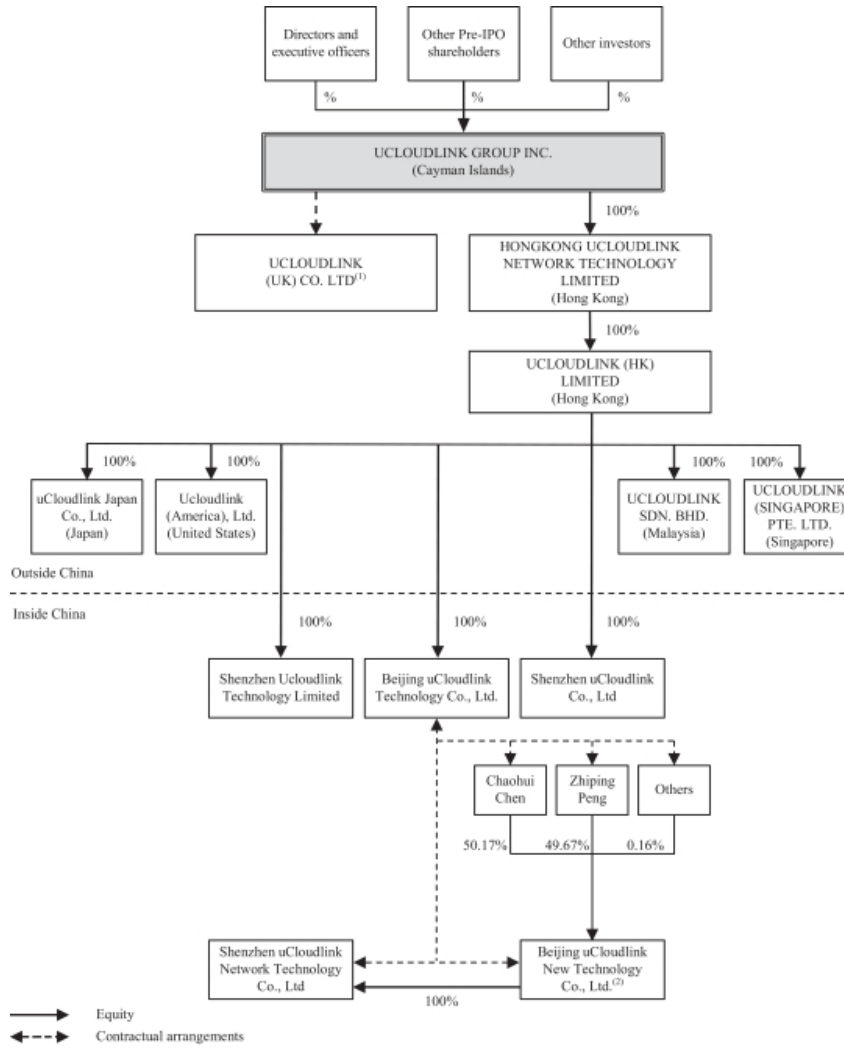 Directors and
executive officers
Other Pre-IPO
shareholders
Other investors
%
%
%
UCLOUDLINK GROUP INC.
(Cayman Islands)
100%
UCLOUDLINK
(UK) CO. LTD(1)
HONGKONG UCLOUDLINK
NETWORK TECHNOLOGY
LIMITED
(Hong Kong)
100%
UCLOUDLINK (HK)
LIMITED
(Hong Kong)
100%
100%
100%
100%
uCloudlink Japan
Co., Ltd.
(Japan)
Ucloudlink
(America), Ltd.
(United States)
UCLOUDLINK
SDN. BHD.
(Malaysia)
UCLOUDLINK
(SINGAPORE)
PTE. LTD.
(Singapore)
Outside China
Inside China
100%
100%
100%
Shenzhen Ucloudlink
Technology Limited
Beijing uCloudlink
Technology Co., Ltd.
Shenzhen uCloudlink
Co., Ltd
Chaohui
Chen
Zhiping
Peng
Others
50.17%
49.67%
0.16%
Shenzhen uCloudlink
Network Technology
Co., Ltd
Beijing uCloudlink
New Technology
Co., Ltd.(2)
100%
Equity
Contractual arrangements